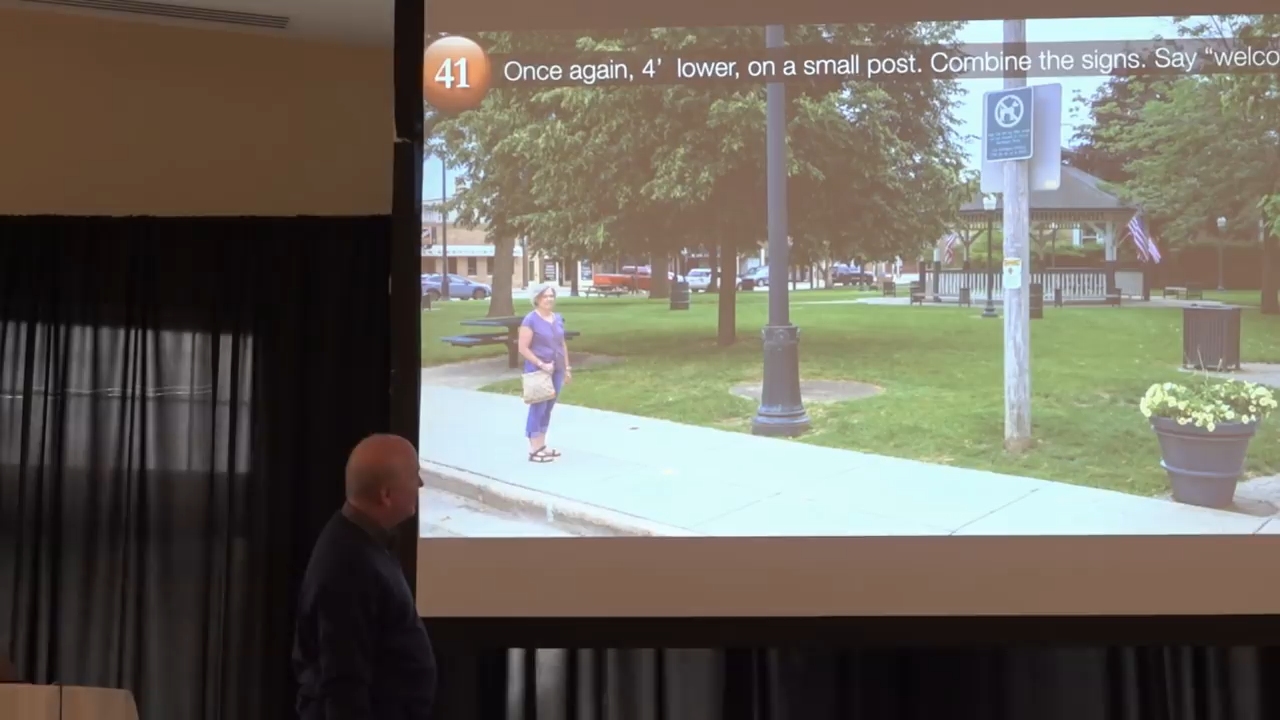 41
Once again, 4' lower, on a small post. Combine the signs. Say "welco